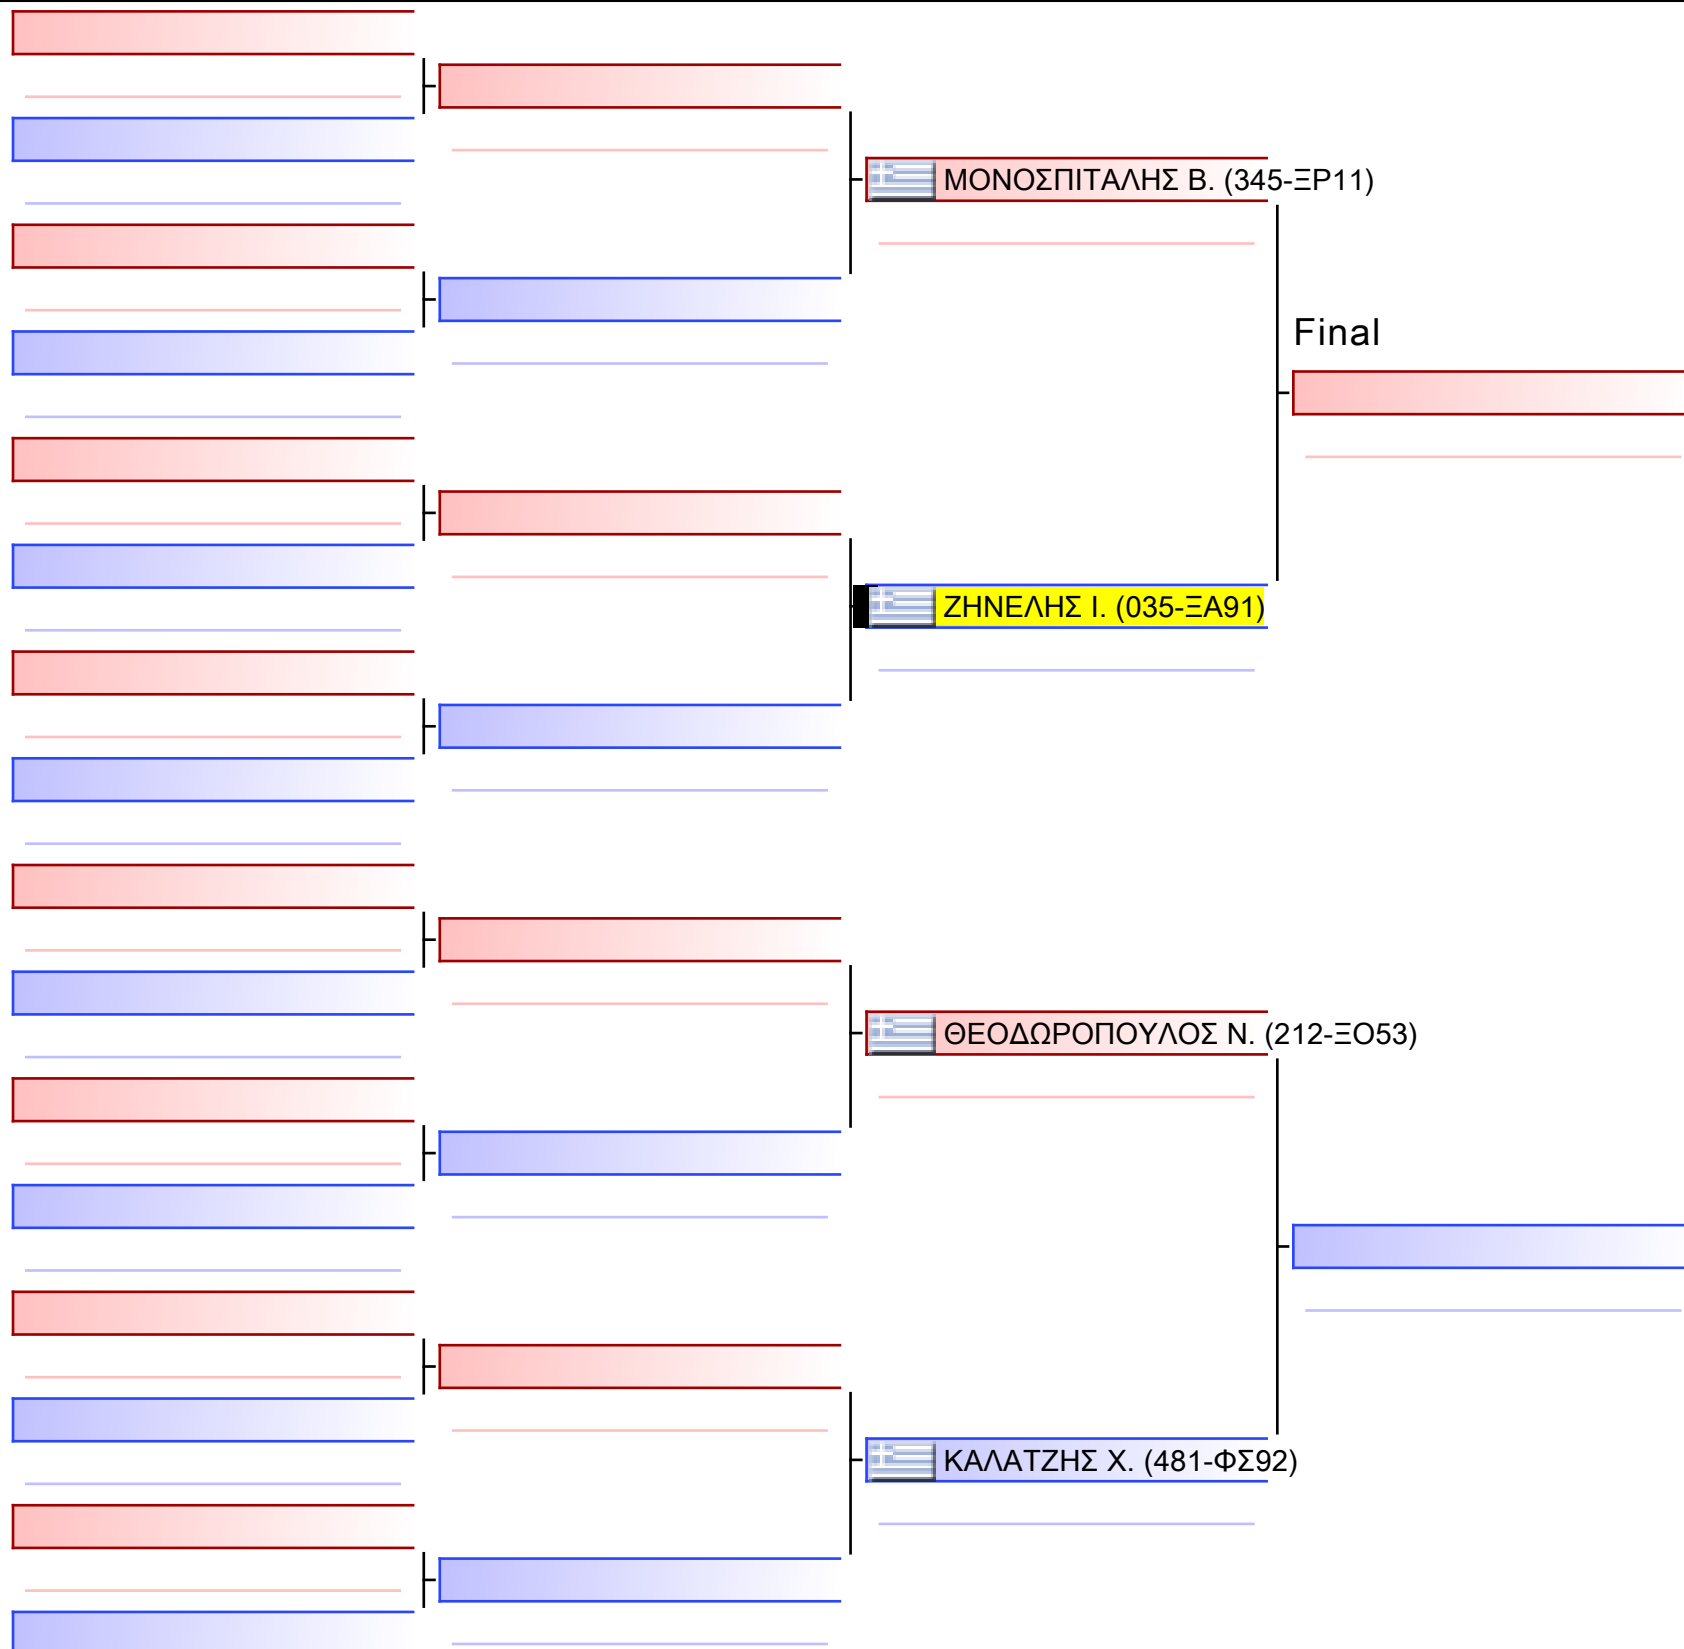 ΜΟΝΟΣΠΙΤΑΛΗΣ Β. (345-ΞΡ11)
Final
ΖΗΝΕΛΗΣ Ι. (035-ΞΑ91)
ΘΕΟΔΩΡΟΠΟΥΛΟΣ Ν. (212-ΞΟ53)
ΚΑΛΑΤΖΗΣ Χ. (481-ΦΣ92)